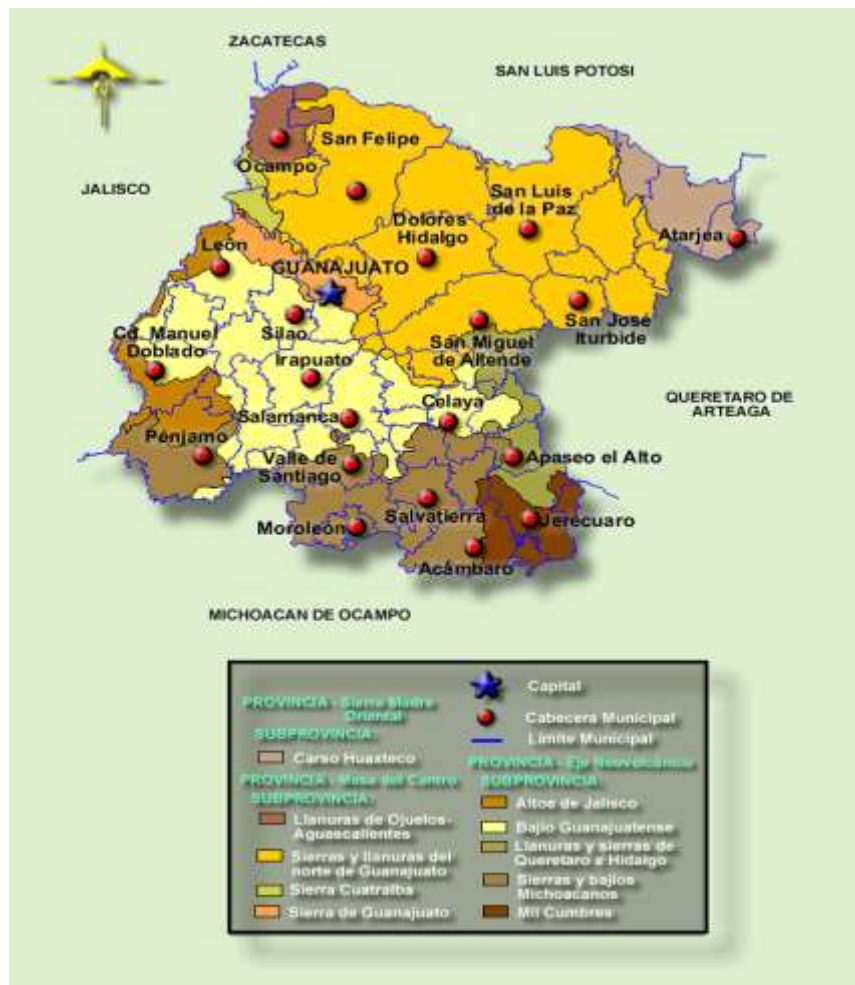 ZACATECAS
SAN LUIS POTOSI
San Felipe
Ocampo
JALISCO
San Luis
de la Paz
Dolores
Hidalgo
Atarjea
León
GUANAJUATO
Silao
San José
Iturbide
Cd. Manuel
Doblado
San Miguel
de Allende
Irapuato
QUERETARO DE
ARTEAGA
Celaya
Salamanca
Pénjamo
Apaseo el Alto
Valle de
Santiago
Salvatierra
Jerecuaro
Moroleón
Acámbaro
MICHOACAN DE OCAMPO
PROVINCIA - Sierra Madre
Oriental
SUBPROVINCIA:
Carso Huasteco
PROVINCIA - Mesa del Centro
SUBPROVINCIA:
Llanuras de Ojuelos-
Aguascalientes
Sierras y llanuras del
norte de Guanajuato
Sierra Cuatralba
Sierra de Guanajuato
Capital
Cabecera Municipal
Límite Municipal
PROVINCIA - Eje Neovolcánico
SUBPROVINCIA:
Altos de Jalisco
Bajío Guanajuatense
Llanuras y sierras de
Querétaro e Hidalgo
Sierras y bajíos
Michoacanos
Mil Cumbres